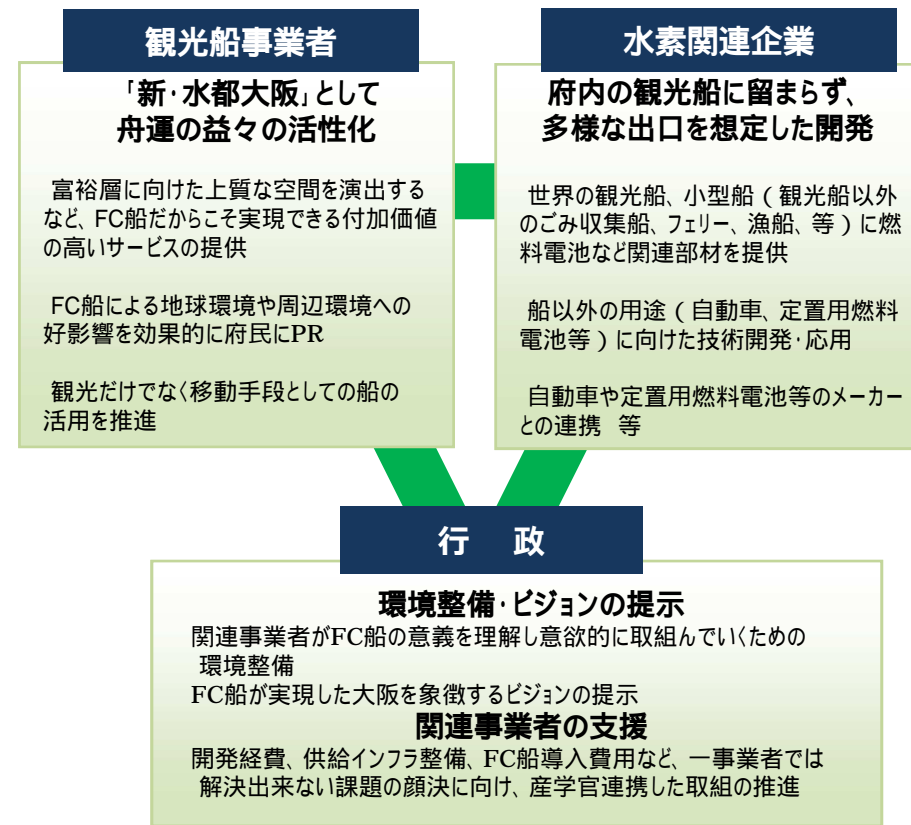 観光船事業者
「新・水都大阪」として
舟運の益々の活性化
富裕層に向けた上質な空間を演出する
など、FC船だからこそ実現できる付加価値
の高いサービスの提供
FC船による地球環境や周辺環境への
好影響を効果的に府民にPR
観光だけでなく移動手段としての船の
活用を推進
水素関連企業
府内の観光船に留まらず、
多様な出口を想定した開発
世界の観光船、小型船(観光船以外
のごみ収集船、フェリー、漁船、等)に燃
料電池など関連部材を提供
船以外の用途(自動車、定置用燃料
電池等)に向けた技術開発・応用
自動車や定置用燃料電池等のメーカー
との連携 等
行 政
環境整備・ビジョンの提示
関連事業者がFC船の意義を理解し意欲的に取組んでいくための
環境整備
FC船が実現した大阪を象徴するビジョンの提示
関連事業者の支援
開発経費、供給インフラ整備、FC船導入費用など、一事業者では
解決出来ない課題の顔決に向け、産学官連携した取組の推進